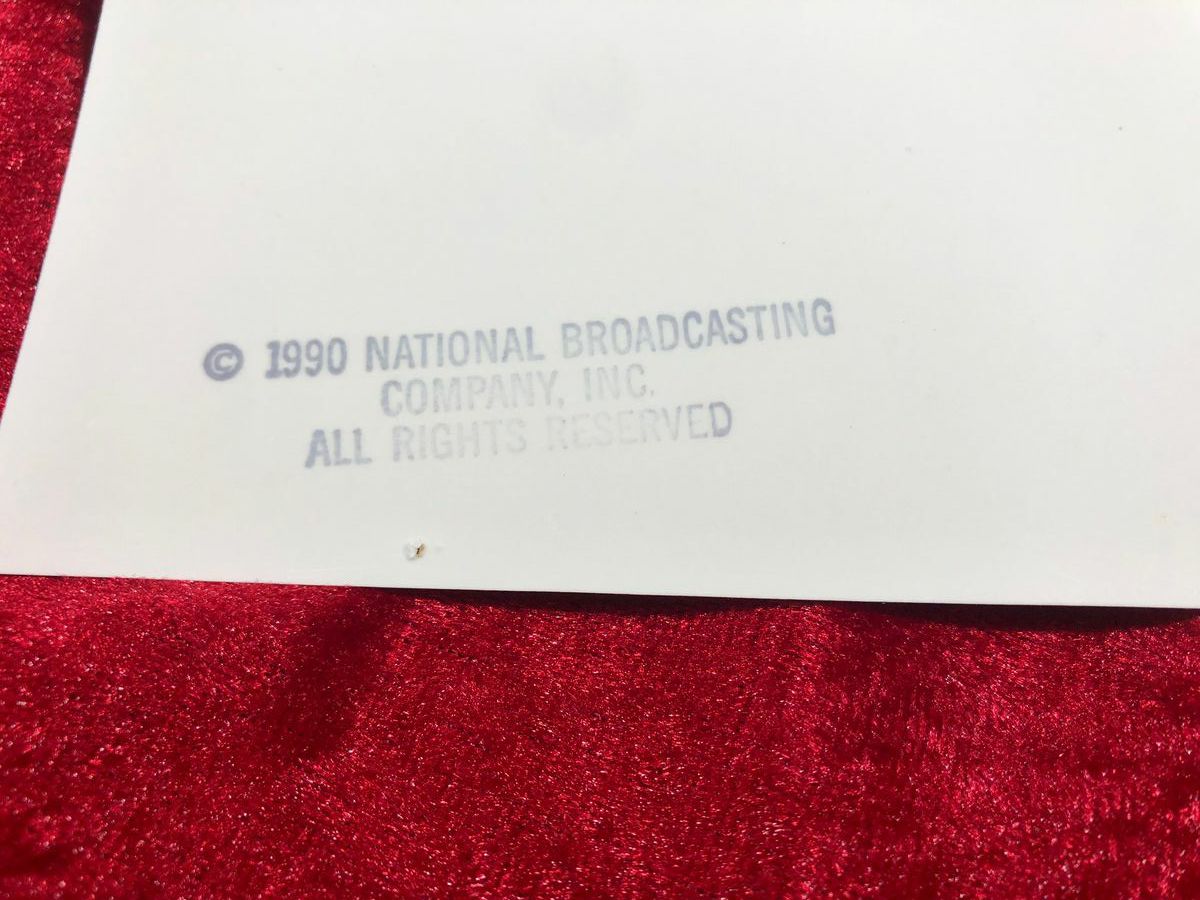 © 1990 NATIONAL BROADCASTING
COMPANY, INC.
ALL RIGHTS RESERVED